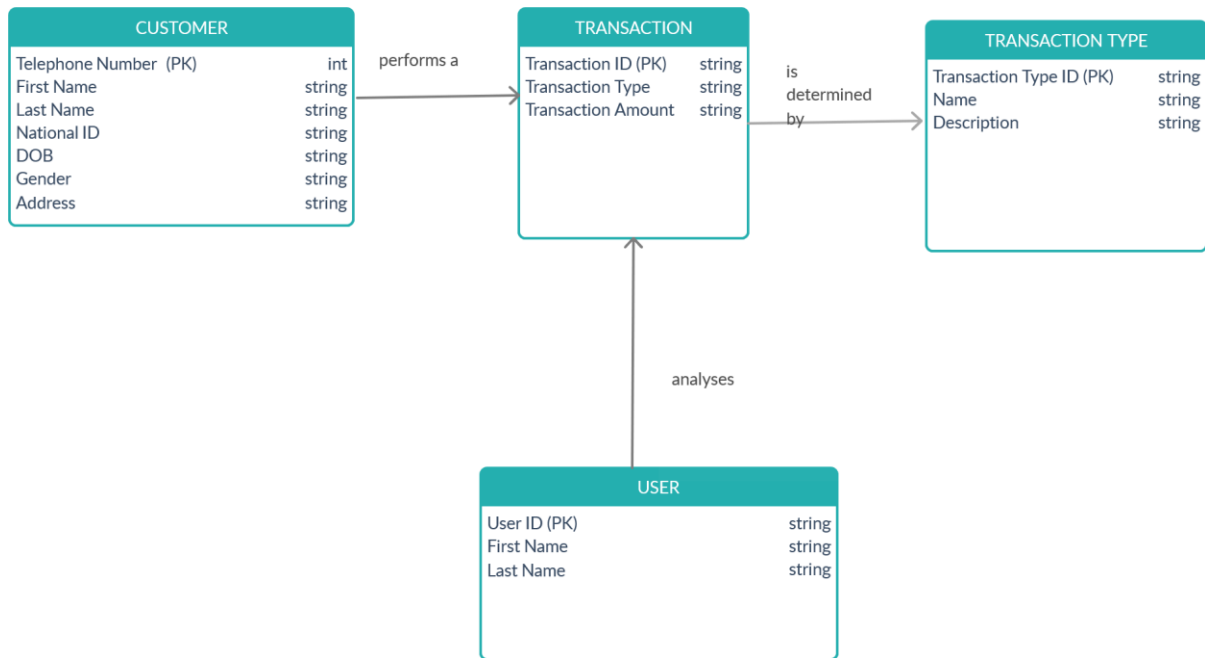 CUSTOMER
Telephone Number (PK) int
First Name string
Last Name string
National ID string
DOB string
Gender string
Address string
performs a
TRANSACTION
Transaction ID (PK) string
Transaction Type string
Transaction Amount string
is
determined
by
TRANSACTION TYPE
Transaction Type ID (PK) string
Name string
Description string
analyses
USER
User ID (PK) string
First Name string
Last Name string